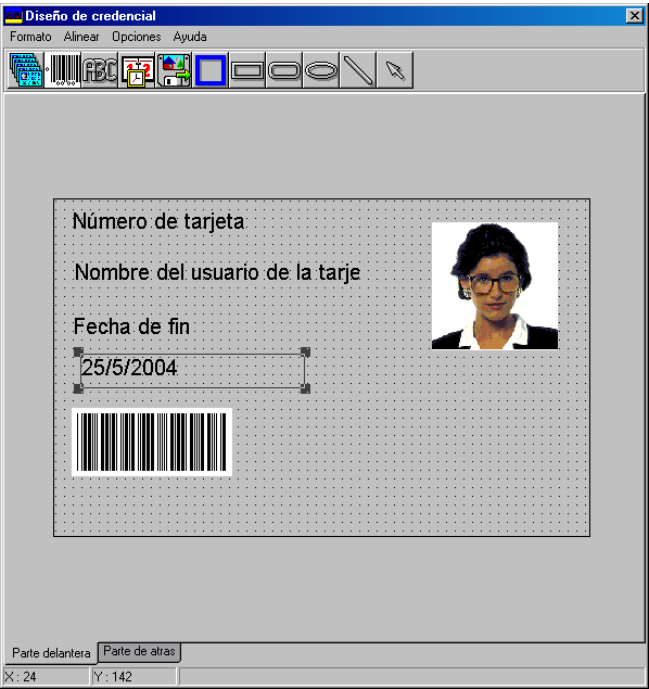 Diseño de credencial
Formato Alinear Opciones Ayuda
ABC 12
Número de tarjeta
Nombre del usuario de la tarje
Fecha de fin
25/5/2004
Parte delantera Parte de atras
X : 24 Y : 142